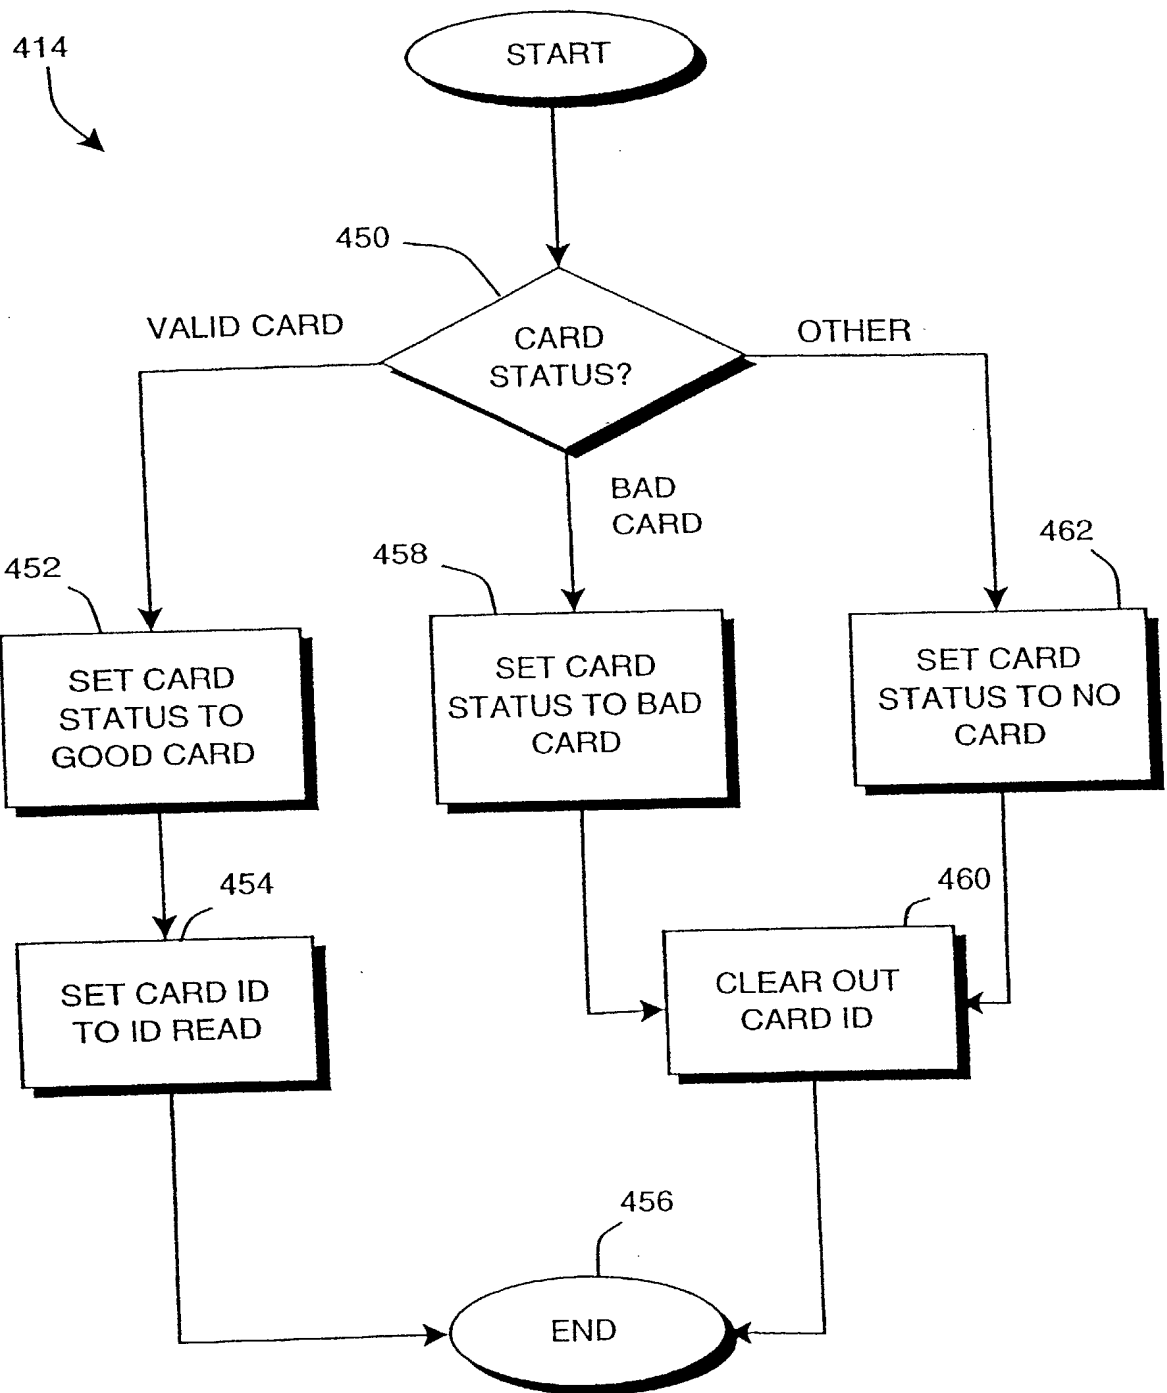 414
START
450
VALID CARD
CARD
STATUS?
OTHER
BAD
CARD
452
458
462
SET CARD
STATUS TO
GOOD CARD
SET CARD
STATUS TO BAD
CARD
SET CARD
STATUS TO NO
CARD
454
460
SET CARD ID
TO ID READ
CLEAR OUT
CARD ID
456
END